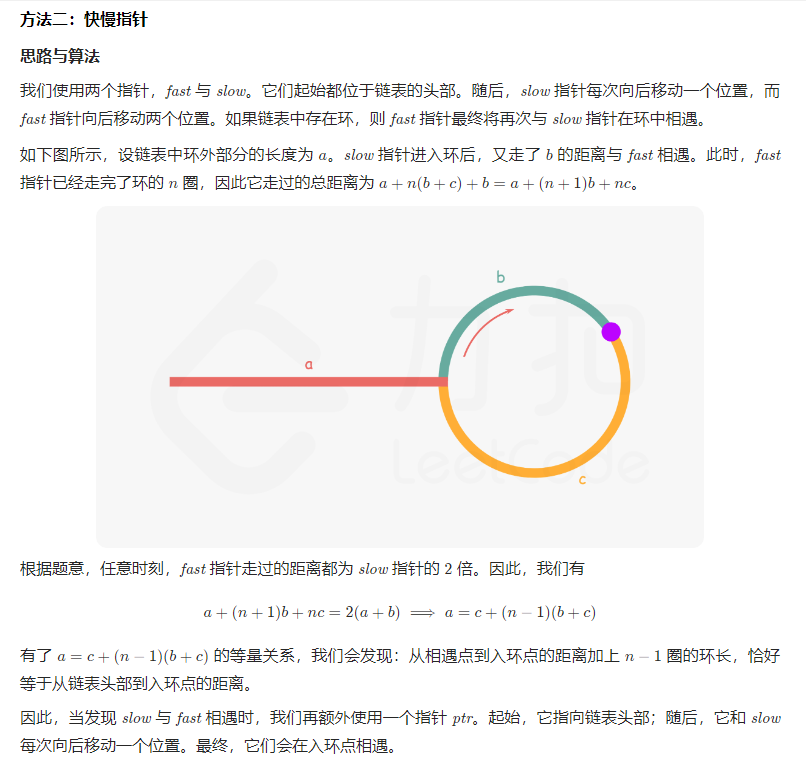 方法二：快慢指针
思路与算法
我们使用两个指针，fast 与 slow。它们起始都位于链表的头部。随后，slow 指针每次向后移动一个位置，而
fast 指针向后移动两个位置。如果链表中存在环，则 fast 指针最终将再次与 slow 指针在环中相遇。
如下图所示，设链表中环外部分的长度为 a。slow 指针进入环后，又走了 b 的距离与 fast 相遇。此时，fast
指针已经走完了环的 n 圈，因此它走过的总距离为 a + n(b + c) + b = a + (n + 1)b + nc。
b
a
力扣
LeetCode
c
根据题意，任意时刻，fast 指针走过的距离都为 slow 指针的 2 倍。因此，我们有
a + (n + 1)b + nc = 2(a + b) ⟹ a = c + (n − 1)(b + c)
有了 a = c + (n − 1)(b + c) 的等量关系，我们会发现：从相遇点到入环点的距离加上 n − 1 圈的环长，恰好
等于从链表头部到入环点的距离。
因此，当发现 slow 与 fast 相遇时，我们再额外使用一个指针 ptr。起始，它指向链表头部；随后，它和 slow
每次向后移动一个位置。最终，它们会在入环点相遇。